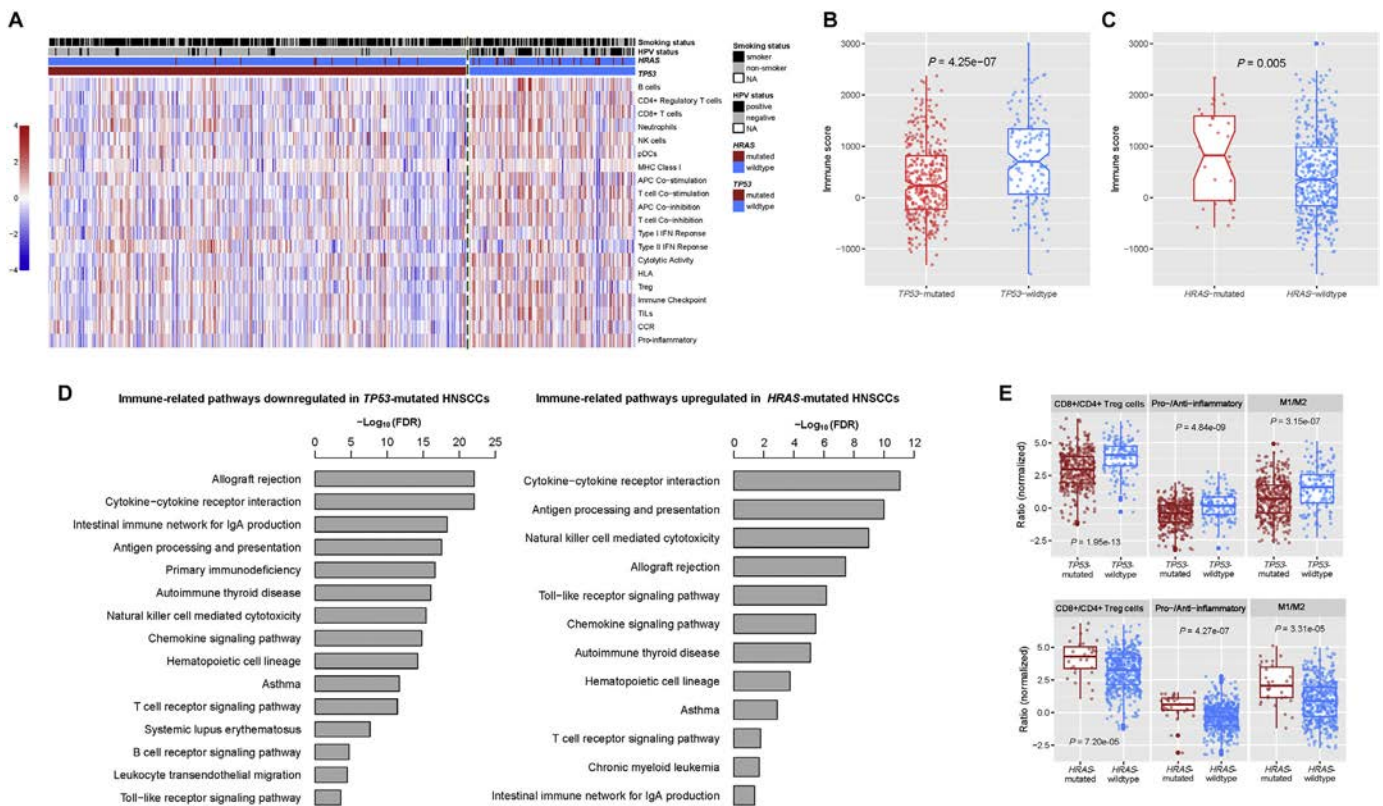 A
Smoking status
HPV status
HRAS
TP53
B cells
CD4+ Regulatory T cells
CD8+ T cells
Neutrophils
NK cells
pDCs
MHC Class I
APC Co-stimulation
T cell Co-stimulation
APC Co-inhibition
T cell Co-inhibition
Type I IFN Reponse
Type II IFN Reponse
Cytolytic Activity
HLA
Treg
Immune Checkpoint
TILs
CCR
Pro-inflammatory
4
2
0
-2
-4
Smoking status
smoker
non-smoker
NA
HPV status
positive
negative
NA
HRAS
mutated
wildtype
TP53
mutated
wildtype
B
P = 4.25e-07
Immune score
3000
2000
1000
0
-1000
TP53-mutated
TP53-wildtype
C
P = 0.005
Immune score
3000
2000
1000
0
-1000
HRAS-mutated
HRAS-wildtype
D
Immune-related pathways downregulated in TP53-mutated HNSCCs
−Log10 (FDR)
0 5 10 15 20 25
Allograft rejection
Cytokine−cytokine receptor interaction
Intestinal immune network for IgA production
Antigen processing and presentation
Primary immunodeficiency
Autoimmune thyroid disease
Natural killer cell mediated cytotoxicity
Chemokine signaling pathway
Hematopoietic cell lineage
Asthma
T cell receptor signaling pathway
Systemic lupus erythematosus
B cell receptor signaling pathway
Leukocyte transendothelial migration
Toll−like receptor signaling pathway
Immune-related pathways upregulated in HRAS-mutated HNSCCs
−Log10 (FDR)
0 2 4 6 8 10 12
Cytokine−cytokine receptor interaction
Antigen processing and presentation
Natural killer cell mediated cytotoxicity
Allograft rejection
Toll−like receptor signaling pathway
Chemokine signaling pathway
Autoimmune thyroid disease
Hematopoietic cell lineage
Asthma
T cell receptor signaling pathway
Chronic myeloid leukemia
Intestinal immune network for IgA production
E
CD8+/CD4+ Treg cells Pro−/Anti−inflammatory M1/M2
P = 4.84e-09
P = 3.15e-07
P = 1.95e-13
Ratio (normalized)
5.0
2.5
0.0
−2.5
TP53-mutated TP53-wildtype TP53-mutated TP53-wildtype TP53-mutated TP53-wildtype
CD8+/CD4+ Treg cells Pro−/Anti−inflammatory M1/M2
P = 4.27e-07
P = 3.31e-05
P = 7.20e-05
Ratio (normalized)
5.0
2.5
0.0
−2.5
HRAS-mutated HRAS-wildtype HRAS-mutated HRAS-wildtype HRAS-mutated HRAS-wildtype